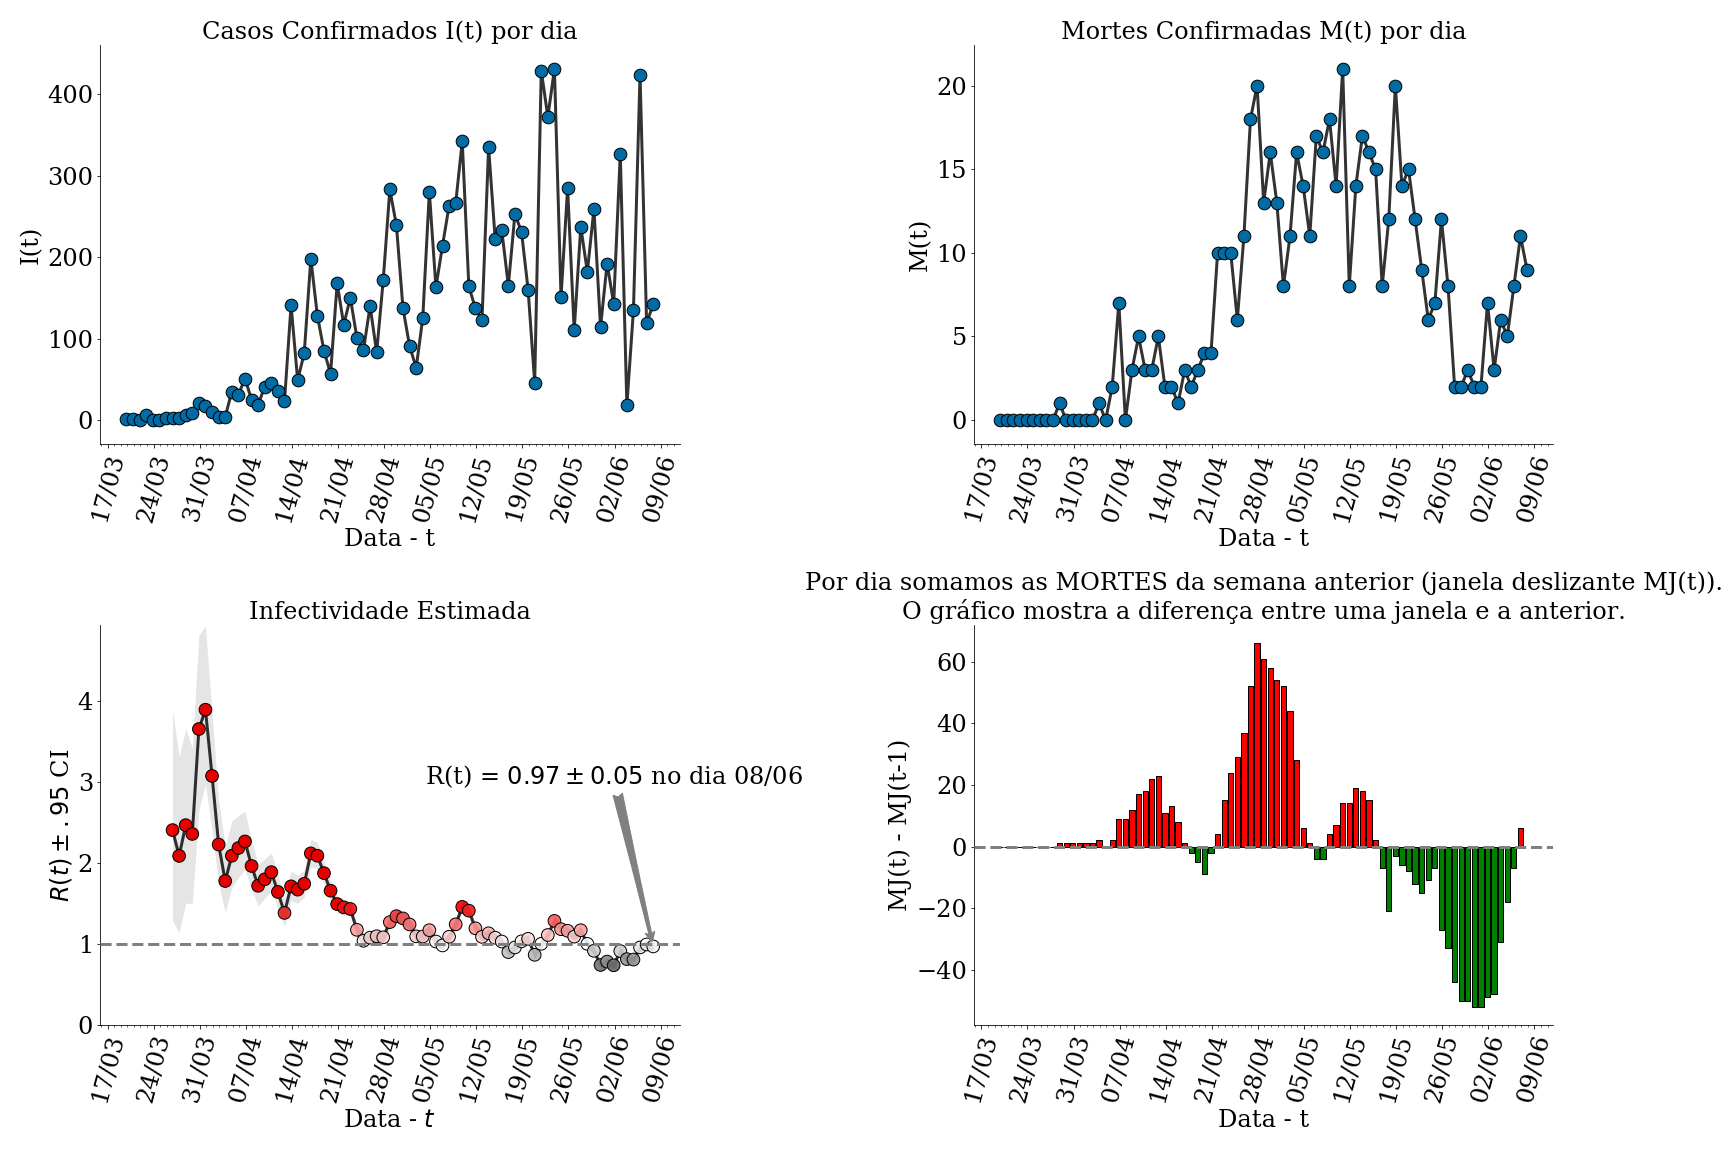 Casos Confirmados I(t) por dia
I(t)
400
300
200
100
0
17/03 24/03 31/03 07/04 14/04 21/04 28/04 05/05 12/05 19/05 26/05 02/06 09/06
Data - t
Mortes Confirmadas M(t) por dia
M(t)
20
15
10
5
0
17/03 24/03 31/03 07/04 14/04 21/04 28/04 05/05 12/05 19/05 26/05 02/06 09/06
Data - t
Infectividade Estimada
R(t) ± .95 CI
4
3
2
1
0
R(t) = 0.97 ± 0.05 no dia 08/06
17/03 24/03 31/03 07/04 14/04 21/04 28/04 05/05 12/05 19/05 26/05 02/06 09/06
Data - t
Por dia somamos as MORTES da semana anterior (janela deslizante MJ(t)).
O gráfico mostra a diferença entre uma janela e a anterior.
MJ(t) - MJ(t-1)
60
40
20
0
−20
−40
17/03 24/03 31/03 07/04 14/04 21/04 28/04 05/05 12/05 19/05 26/05 02/06 09/06
Data - t